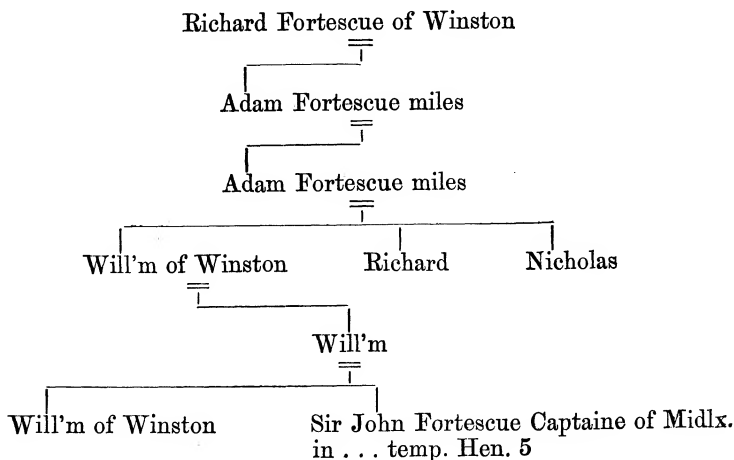 Richard Fortescue of Winston
Adam Fortescue miles
Adam Fortescue miles
Will'm of Winston Richard Nicholas
Will'm
Will'm of Winston Sir John Fortescue Captaine of Midlx.
in . . . temp. Hen. 5